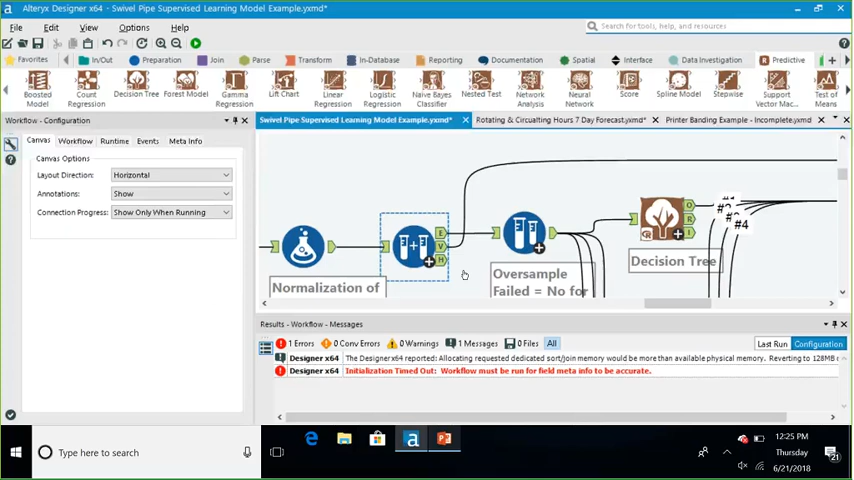 Alteryx Designer x64 - Swivel Pipe Supervised Learning Model Example.yxmd*
File Edit View Options Help
Search for tools, help, and resources
Favorites In/Out Preparation Join Parse Transform In-Database Reporting Documentation Spatial Interface Data Investigation Predictive
Boosted Model
Count Regression
Decision Tree
Forest Model
Gamma Regression
Lift Chart
Linear Regression
Logistic Regression
Naive Bayes Classifier
Nested Test
Network Analysis
Neural Network
Score
Spline Model
Stepwise
Support Vector Mac...
Test of Means
Workflow - Configuration
Swivel Pipe Supervised Learning Model Example.yxmd*
Rotating & Circualting Hours 7 Day Forecast.yxmd*
Printer Banding Example - Incomplete.yxmd
Canvas Workflow Runtime Events Meta Info
Canvas Options
Layout Direction: Horizontal
Annotations: Show
Connection Progress: Show Only When Running
E
V
H
O
R
I
#2
#4
Normalization of
Oversample
Failed = No for
Decision Tree
Results - Workflow - Messages
1 Errors 0 Conv Errors 0 Warnings 1 Messages 0 Files All
Last Run Configuration
Designer x64 The Designer x64 reported: Allocating requested dedicated sort/join memory would be more than available physical memory. Reverting to 128MB
Designer x64 Initialization Timed Out: Workflow must be run for field meta info to be accurate.
Type here to search
12:25 PM
Thursday
6/21/2018
21